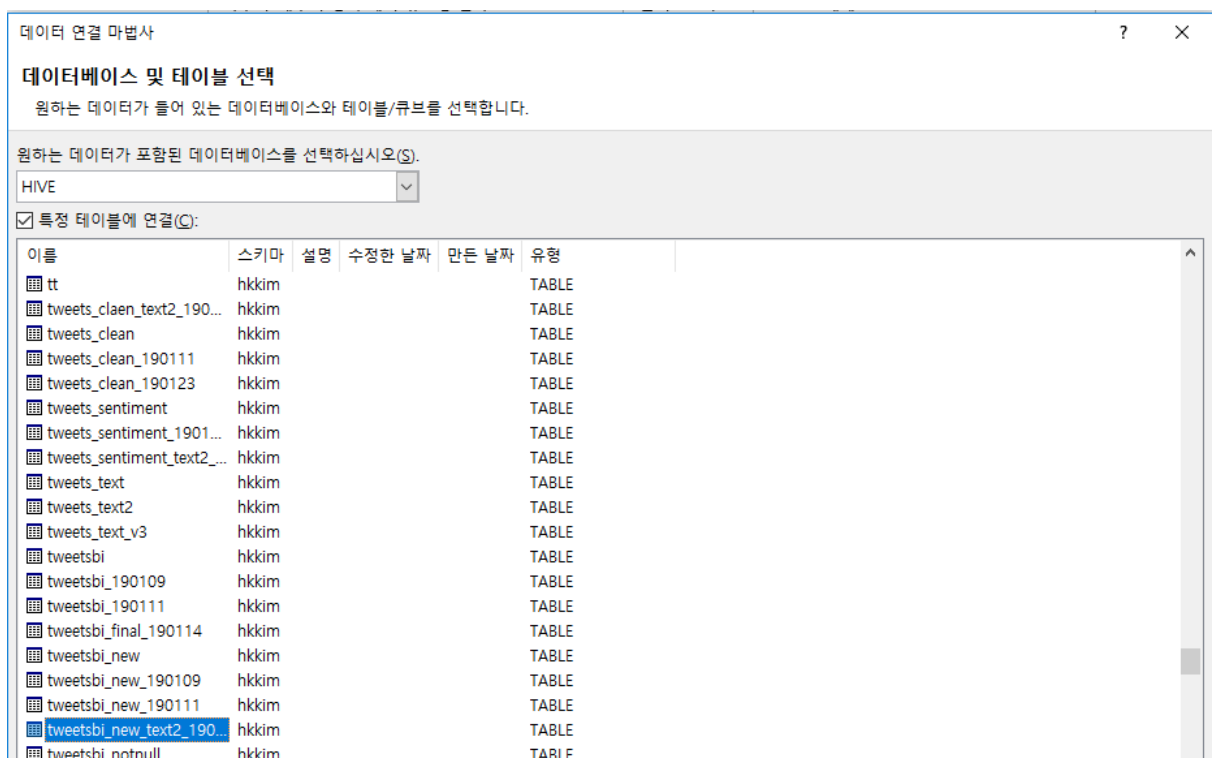 데이터 연결 마법사 ? ×
데이터베이스 및 테이블 선택
원하는 데이터가 들어 있는 데이터베이스와 테이블/큐브를 선택합니다.
원하는 데이터가 포함된 데이터베이스를 선택하십시오(S).
HIVE
특정 테이블에 연결(C):
이름 스키마 설명 수정한 날짜 만든 날짜 유형
tt hkkim TABLE
tweets_claen_text2_190... hkkim TABLE
tweets_clean hkkim TABLE
tweets_clean_190111 hkkim TABLE
tweets_clean_190123 hkkim TABLE
tweets_sentiment hkkim TABLE
tweets_sentiment_1901... hkkim TABLE
tweets_sentiment_text2_... hkkim TABLE
tweets_text hkkim TABLE
tweets_text2 hkkim TABLE
tweets_text_v3 hkkim TABLE
tweetsbi hkkim TABLE
tweetsbi_190109 hkkim TABLE
tweetsbi_190111 hkkim TABLE
tweetsbi_final_190114 hkkim TABLE
tweetsbi_new hkkim TABLE
tweetsbi_new_190109 hkkim TABLE
tweetsbi_new_190111 hkkim TABLE
tweetsbi_new_text2_190... hkkim TABLE
tweetsbi_notnull hkkim TABLE